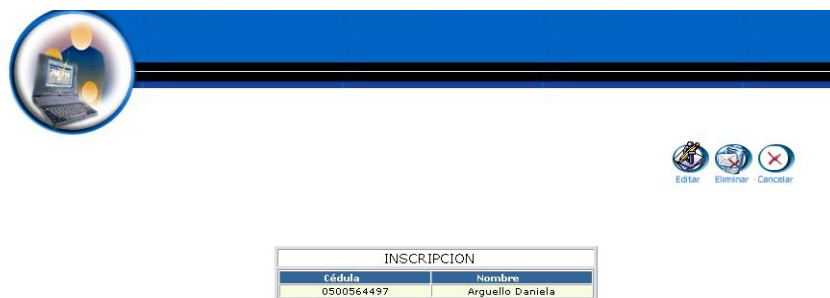 Editar Eliminar Cancelar
INSCRIPCION
Cédula Nombre
0500564497 Arguello Daniela